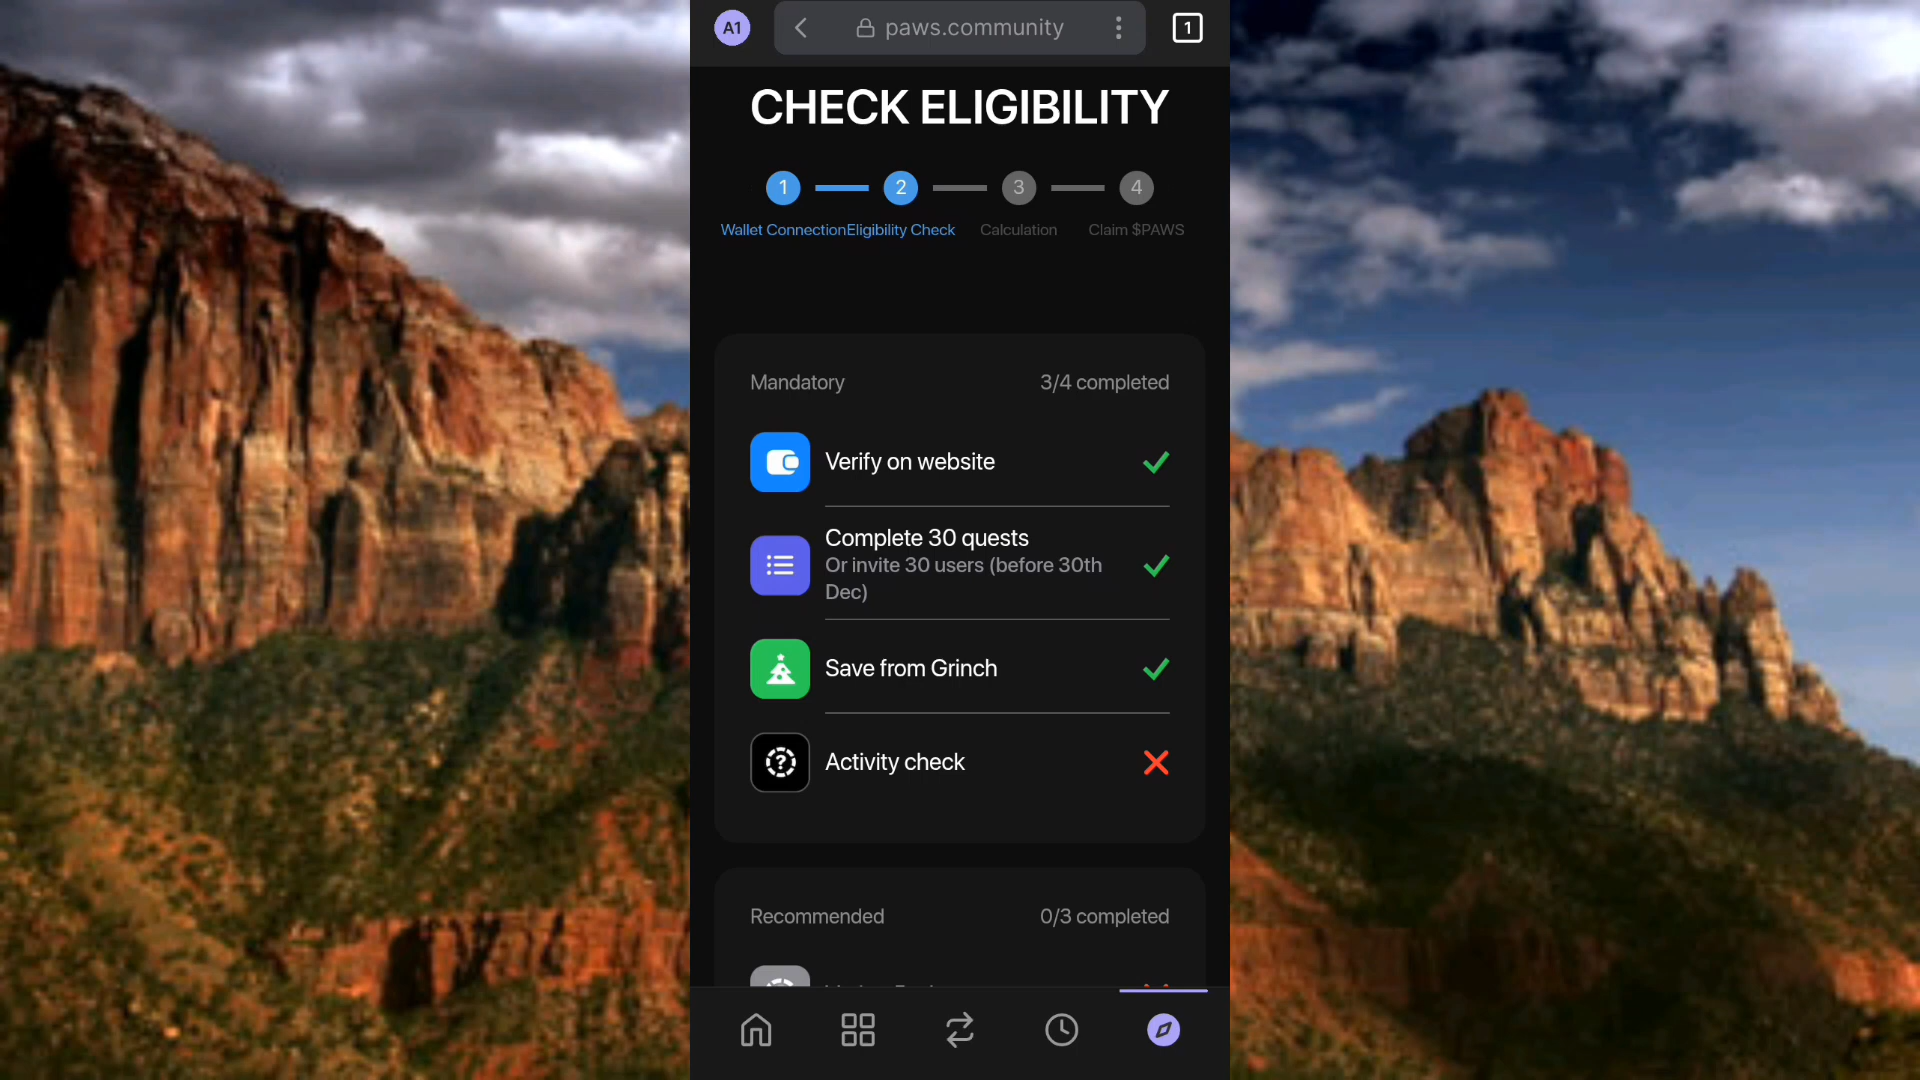 A1
paws.community
1
CHECK ELIGIBILITY
1 2 3 4
Wallet Connection Eligibility Check Calculation Claim $PAWS
Mandatory 3/4 completed
Verify on website
Complete 30 quests
Or invite 30 users (before 30th
Dec)
Save from Grinch
?
Activity check
Recommended 0/3 completed